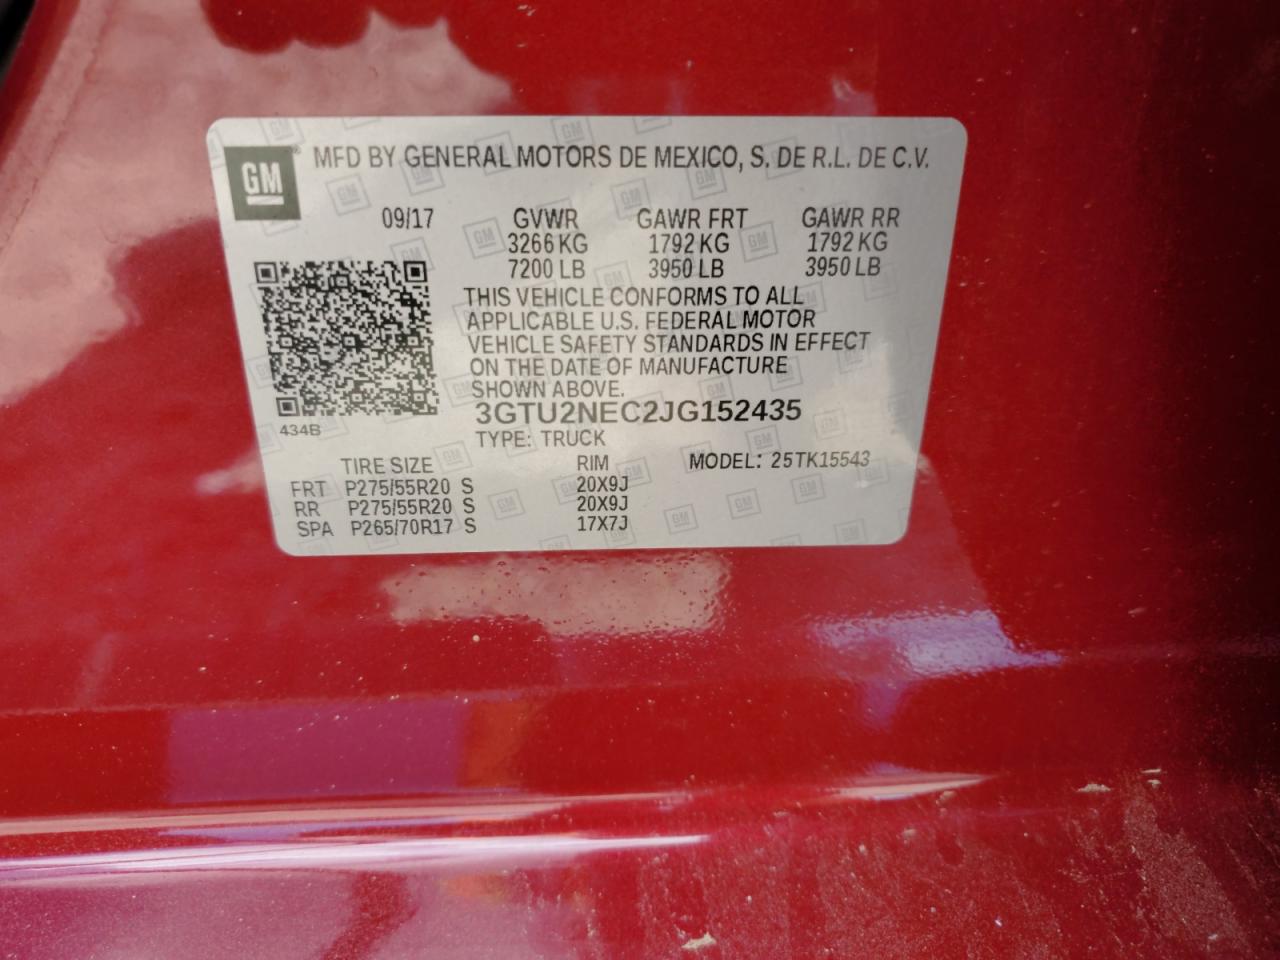 GM
MFD BY GENERAL MOTORS DE MEXICO, S. DE R.L. DE C.V.
09/17 GVWR GAWR FRT GAWR RR
3266 KG 1792 KG 1792 KG
7200 LB 3950 LB 3950 LB
THIS VEHICLE CONFORMS TO ALL
APPLICABLE U.S. FEDERAL MOTOR
VEHICLE SAFETY STANDARDS IN EFFECT
ON THE DATE OF MANUFACTURE
SHOWN ABOVE.
3GTU2NEC2JG152435
434B
TYPE: TRUCK
TIRE SIZE RIM MODEL: 25TK15543
FRT P275/55R20 S 20X9J
RR P275/55R20 S 20X9J
SPA P265/70R17 S 17X7J